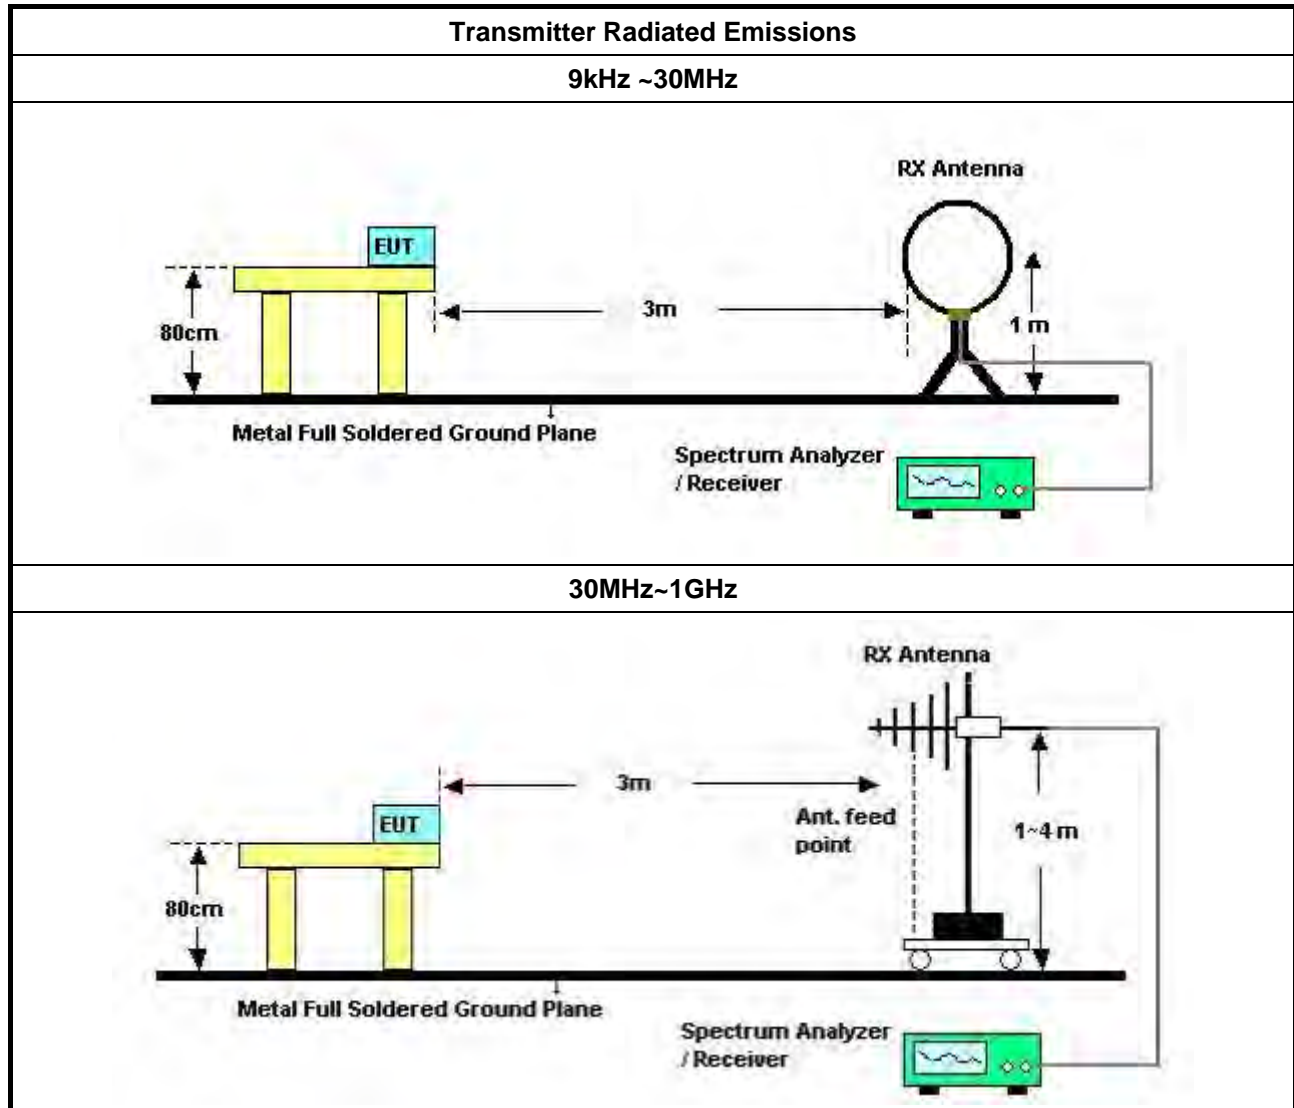 Transmitter Radiated Emissions
9kHz ~30MHz
RX Antenna
EUT
3m
80cm
1 m
Metal Full Soldered Ground Plane
Spectrum Analyzer
/ Receiver
30MHz~1GHz
RX Antenna
3m
EUT
Ant. feed
point
1~4 m
80cm
Metal Full Soldered Ground Plane
Spectrum Analyzer
/ Receiver